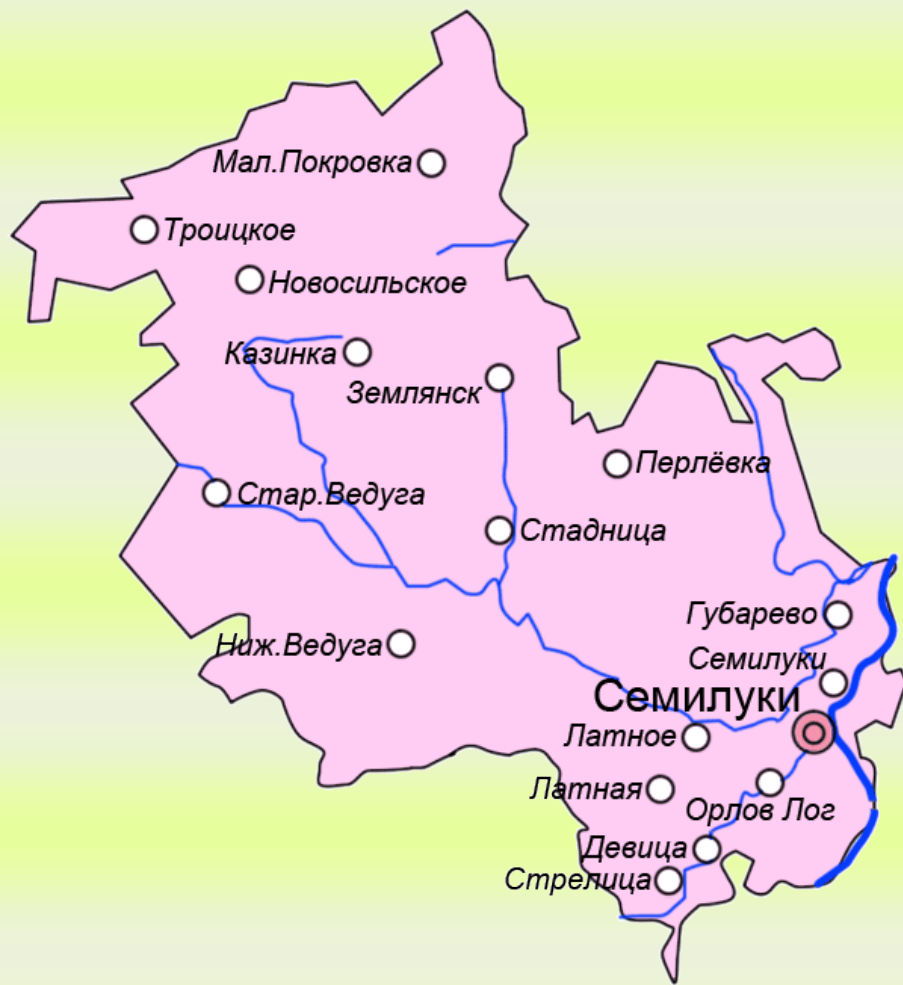 Мал.Покровка
Троицкое
Новосильское
Казинка
Землянск
Перлёвка
Стар.Ведуга
Стадница
Губарево
Ниж.Ведуга
Семилуки
Семилуки
Латное
Латная
Орлов Лог
Девица
Стрелица